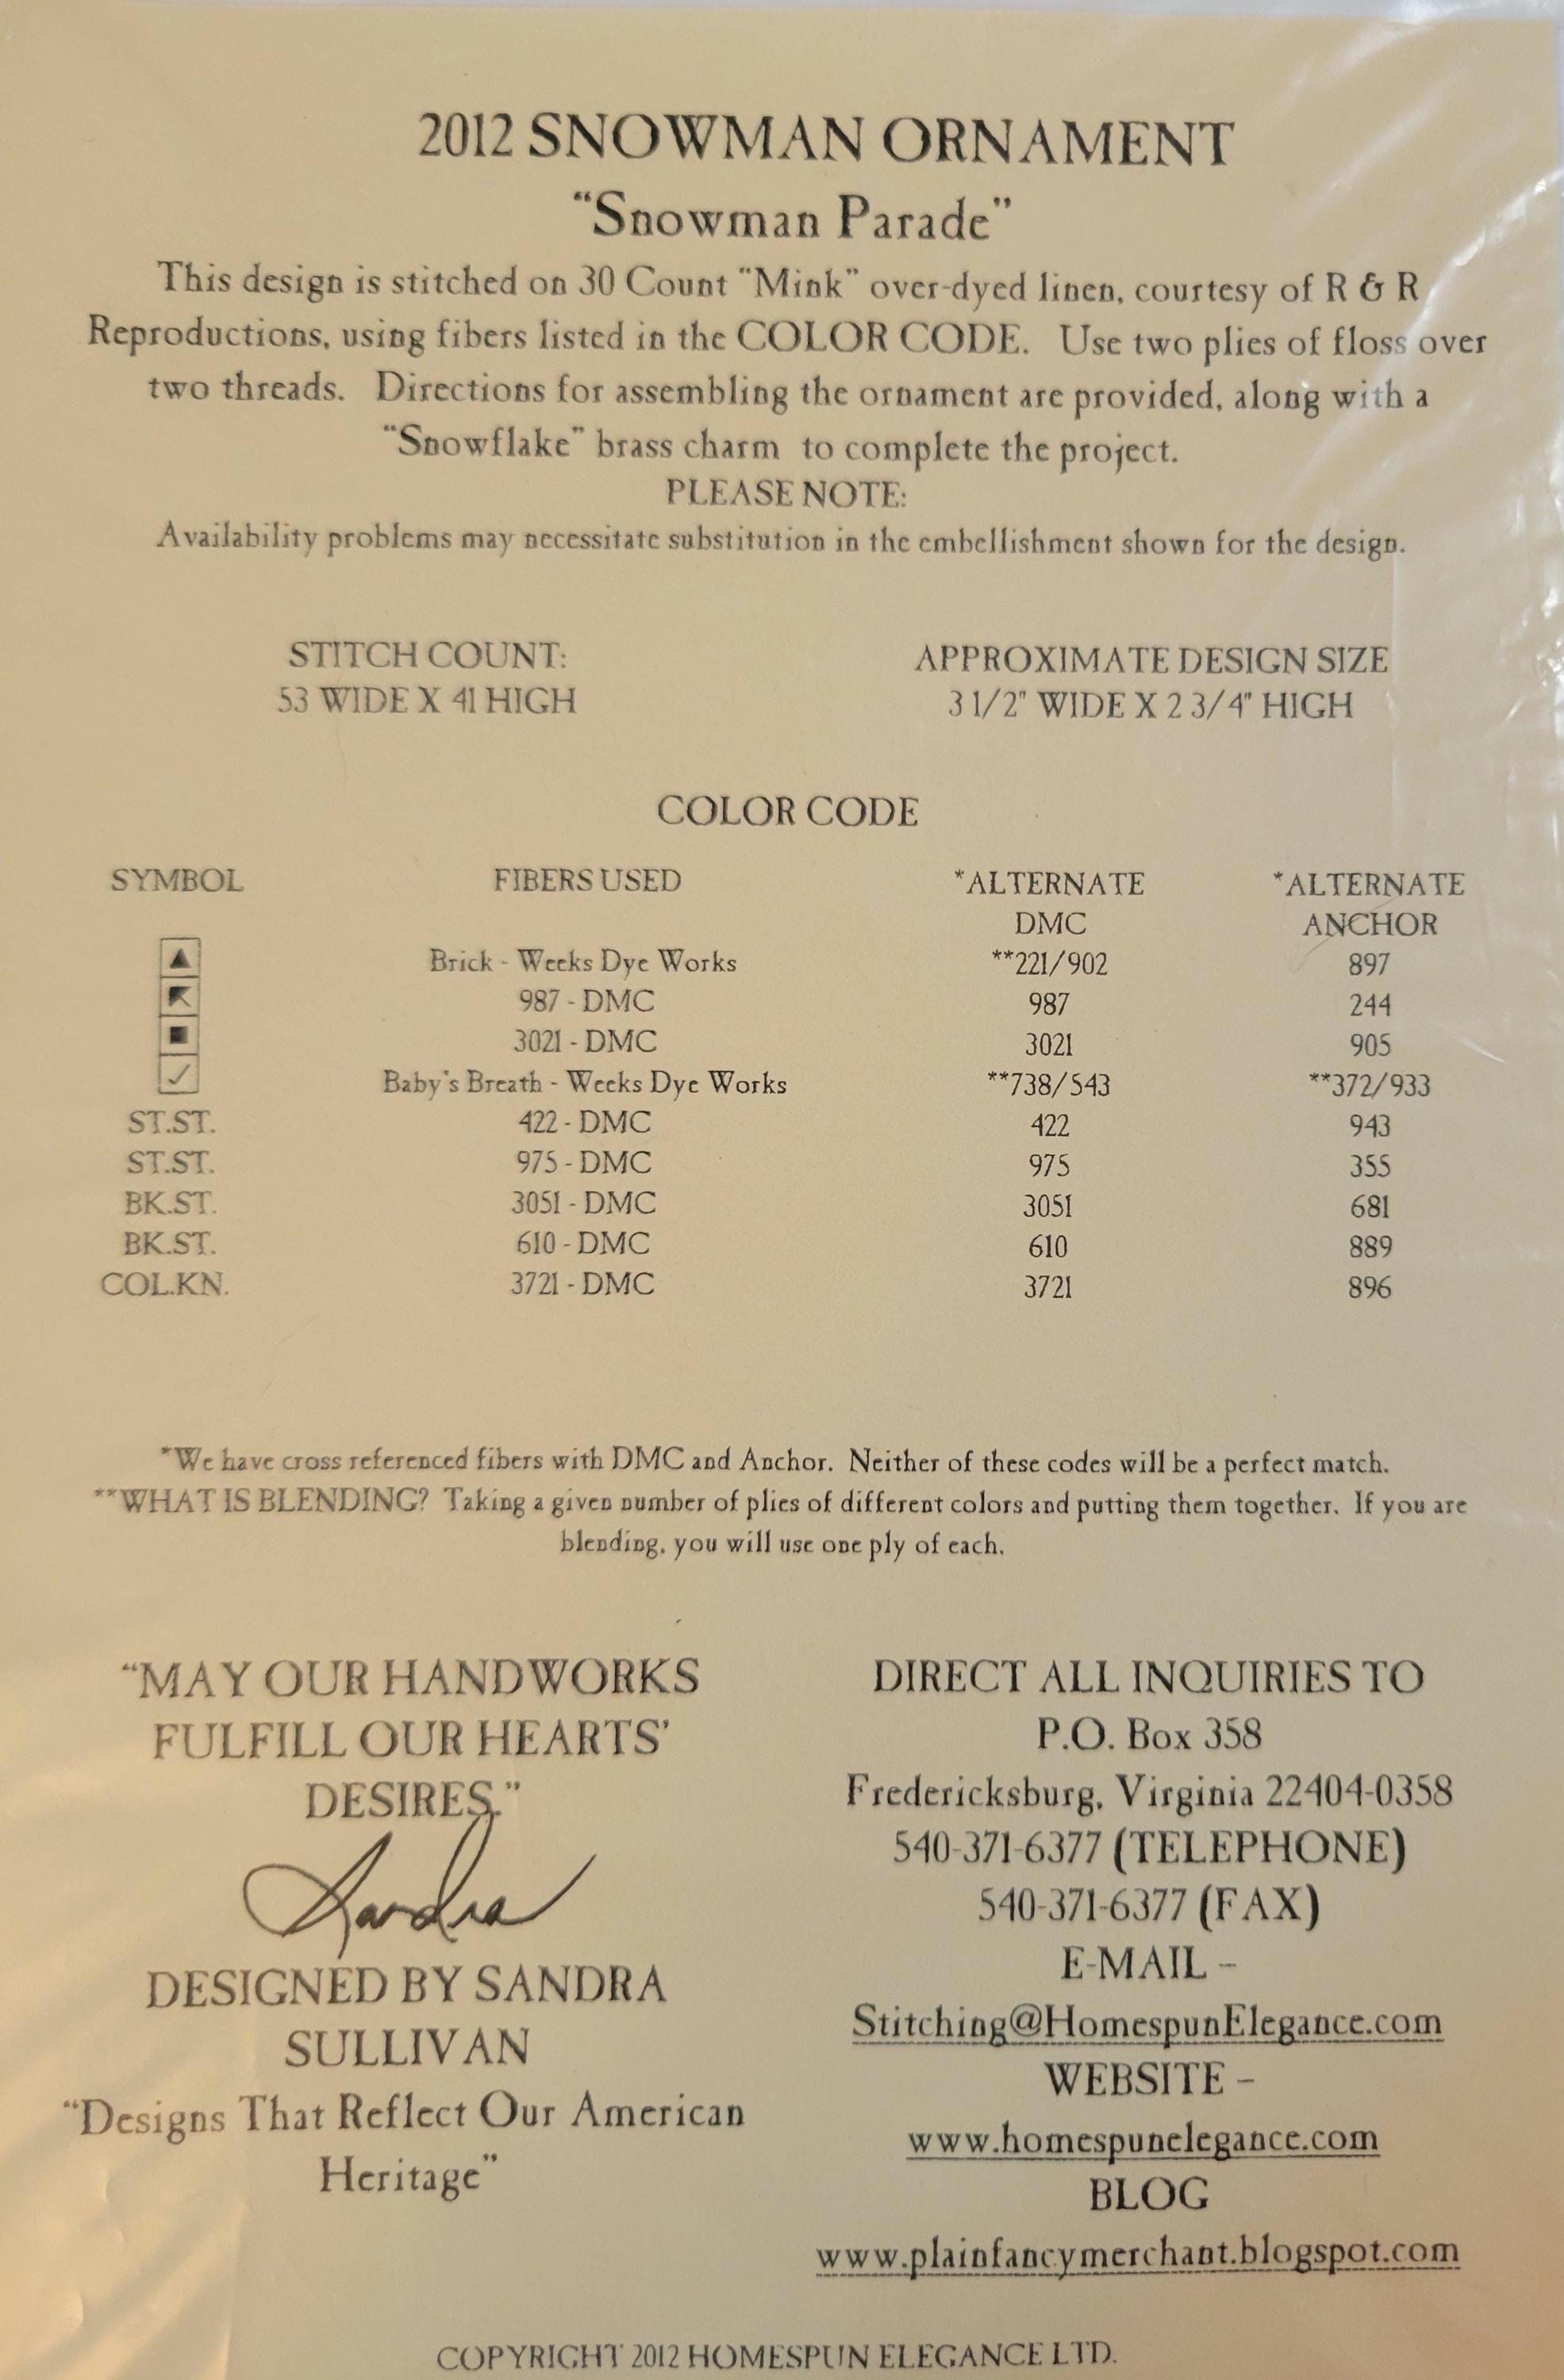 2012 SNOWMAN ORNAMENT
"Snowman Parade"
This design is stitched on 30 Count "Mink" over-dyed linen, courtesy of R & R
Reproductions, using fibers listed in the COLOR CODE. Use two plies of floss over
two threads. Directions for assembling the ornament are provided, along with a
"Snowflake" brass charm to complete the project.
PLEASE NOTE:
Availability problems may necessitate substitution in the embellishment shown for the design.
STITCH COUNT:
53 WIDE X 41 HIGH
APPROXIMATE DESIGN SIZE
3 1/2" WIDE X 2 3/4" HIGH
COLOR CODE
SYMBOL FIBERS USED *ALTERNATE *ALTERNATE
DMC ANCHOR
Brick - Weeks Dye Works **221/902 897
987 - DMC 987 244
3021 - DMC 3021 905
Baby's Breath - Weeks Dye Works **738/543 **372/933
ST.ST. 422 - DMC 422 943
ST.ST. 975 - DMC 975 355
BK.ST. 3051 - DMC 3051 681
BK.ST. 610 - DMC 610 889
COL.KN. 3721 - DMC 3721 896
*We have cross referenced fibers with DMC and Anchor. Neither of these codes will be a perfect match.
**WHAT IS BLENDING? Taking a given number of plies of different colors and putting them together. If you are
blending, you will use one ply of each.
"MAY OUR HANDWORKS
FULFILL OUR HEARTS'
DESIRES."
Sandra
DESIGNED BY SANDRA
SULLIVAN
"Designs That Reflect Our American
Heritage"
DIRECT ALL INQUIRIES TO
P.O. Box 358
Fredericksburg, Virginia 22404-0358
540-371-6377 (TELEPHONE)
540-371-6377 (FAX)
E-MAIL -
Stitching@HomespunElegance.com
WEBSITE -
www.homespunelegance.com
BLOG
www.plainfancymerchant.blogspot.com
COPYRIGHT 2012 HOMESPUN ELEGANCE LTD.